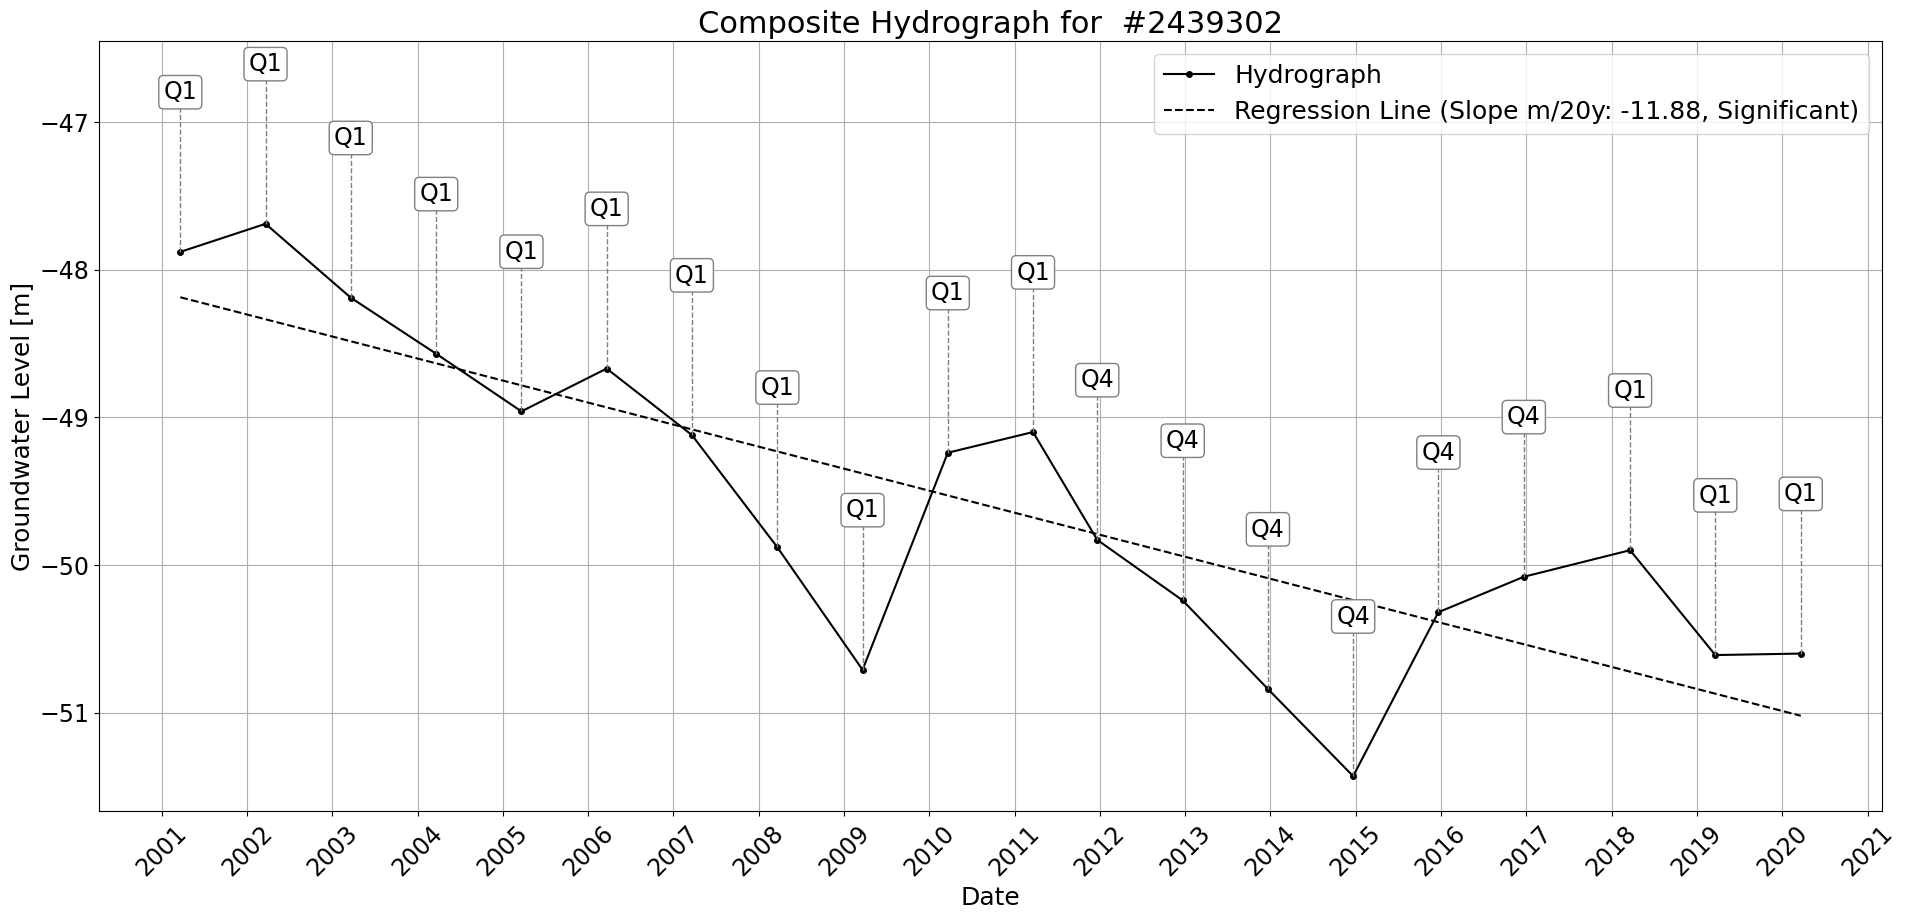 Composite Hydrograph for  #2439302
Hydrograph
Regression Line (Slope m/20y: -11.88, Significant)
Q1
Q1
Q1
Q1
Q1
Q1
Q1
Q1
Q1
Q1
Q1
Q4
Q4
Q4
Q4
Q4
Q4
Q1
Q1
Q1
−47
−48
−49
−50
−51
Groundwater Level [m]
2001
2002
2003
2004
2005
2006
2007
2008
2009
2010
2011
2012
2013
2014
2015
2016
2017
2018
2019
2020
2021
Date